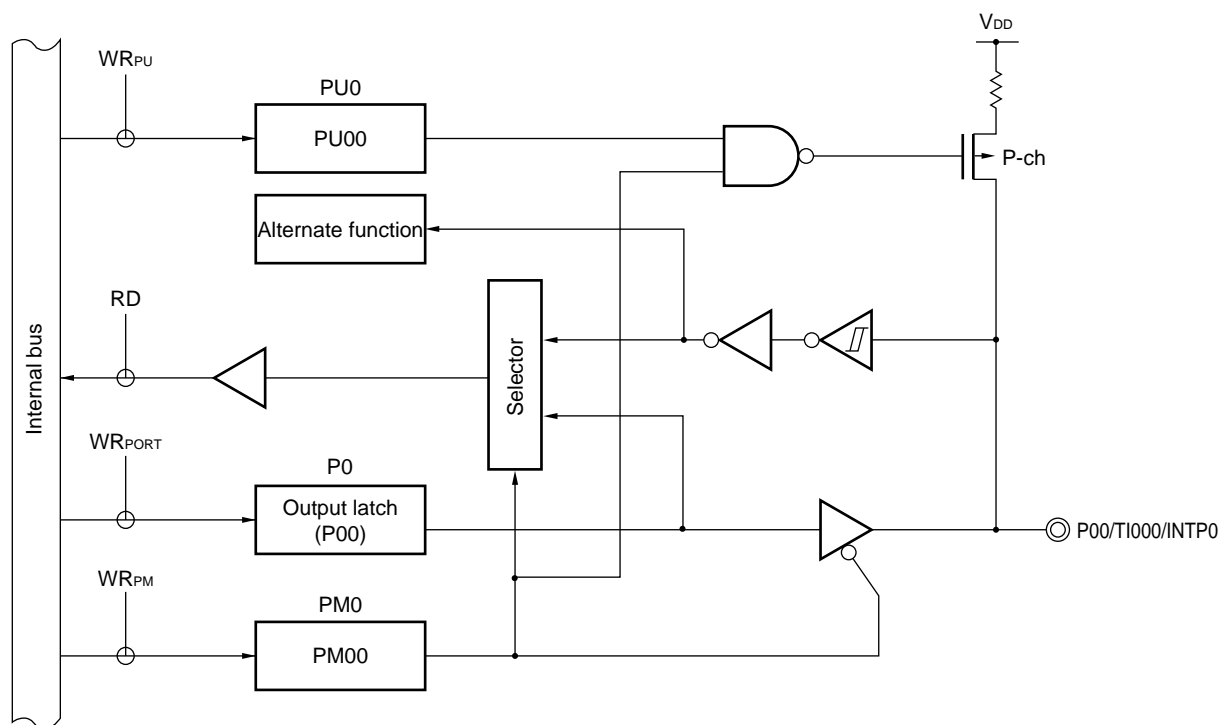 VDD
WRPU
PU0
PU00
P-ch
Alternate function
RD
Internal bus
Selector
WRPORT
P0
Output latch
(P00)
P00/TI000/INTP0
WRPM
PM0
PM00